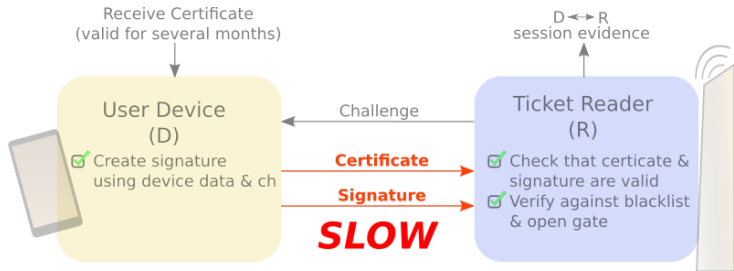 Receive Certificate
(valid for several months)
D R
session evidence
User Device
(D)
Create signature
using device data & ch
Challenge
Certificate
Signature
SLOW
Ticket Reader
(R)
Check that certicate &
signature are valid
Verify against blacklist
& open gate